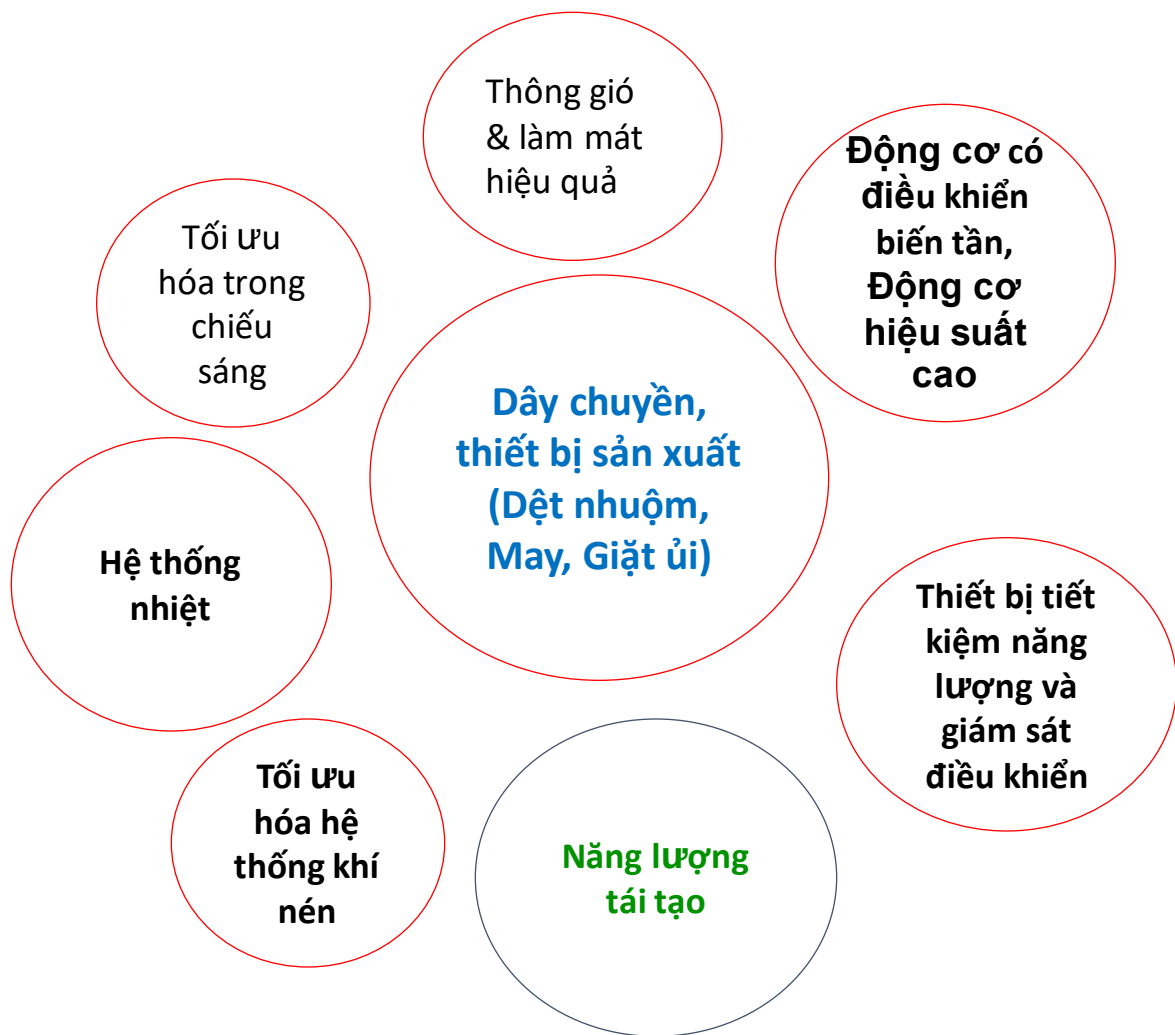 Thông gió
& làm mát
hiệu quả
Động cơ có
điều khiển
biến tần,
Động cơ
hiệu suất
cao
Tối ưu
hóa trong
chiếu
sáng
Dây chuyền,
thiết bị sản xuất
(Dệt nhuộm,
May, Giặt ủi)
Hệ thống
nhiệt
Thiết bị tiết
kiệm năng
lượng và
giám sát
điều khiển
Tối ưu
hóa hệ
thống khí
nén
Năng lượng
tái tạo